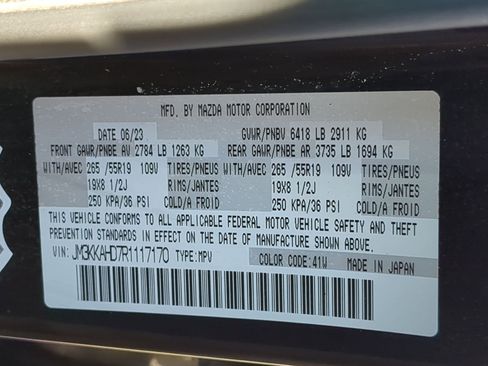 MFD. BY MAZDA MOTOR CORPORATION
DATE 06/23 GVWR/PNBV 6418 LB 2911 KG
FRONT GAWR/PNBE AV 2784 LB 1263 KG REAR GAWR/PNBE AR 3735 LB 1694 KG
WITH/AVEC 265 /55R19 109V TIRES/PNEUS WITH/AVEC 265 /55R19 109V TIRES/PNEUS
19X8 1/2J RIMS/JANTES 19X8 1/2J RIMS/JANTES
250 KPA/36 PSI COLD/A FROID 250 KPA/36 PSI COLD/A FROID
THIS VEHICLE CONFORMS TO ALL APPLICABLE FEDERAL MOTOR VEHICLE SAFETY AND THEFT
PREVENTION STANDARDS IN EFFECT ON THE DATE OF MANUFACTURE SHOWN ABOVE.
VIN: JM3KKAHD7R1117170 TYPE:MPV COLOR CODE:41W MADE IN JAPAN